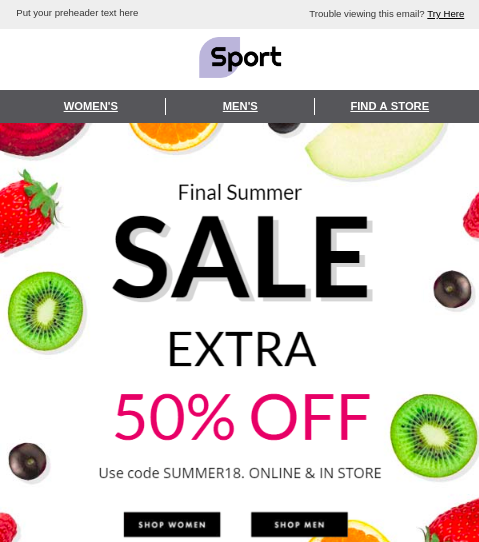 Put your preheader text here
Trouble viewing this email? Try Here
Sport
WOMEN'S
MEN'S
FIND A STORE
Final Summer
SALE
EXTRA
50% OFF
Use code SUMMER18. ONLINE & IN STORE
SHOP WOMEN
SHOP MEN